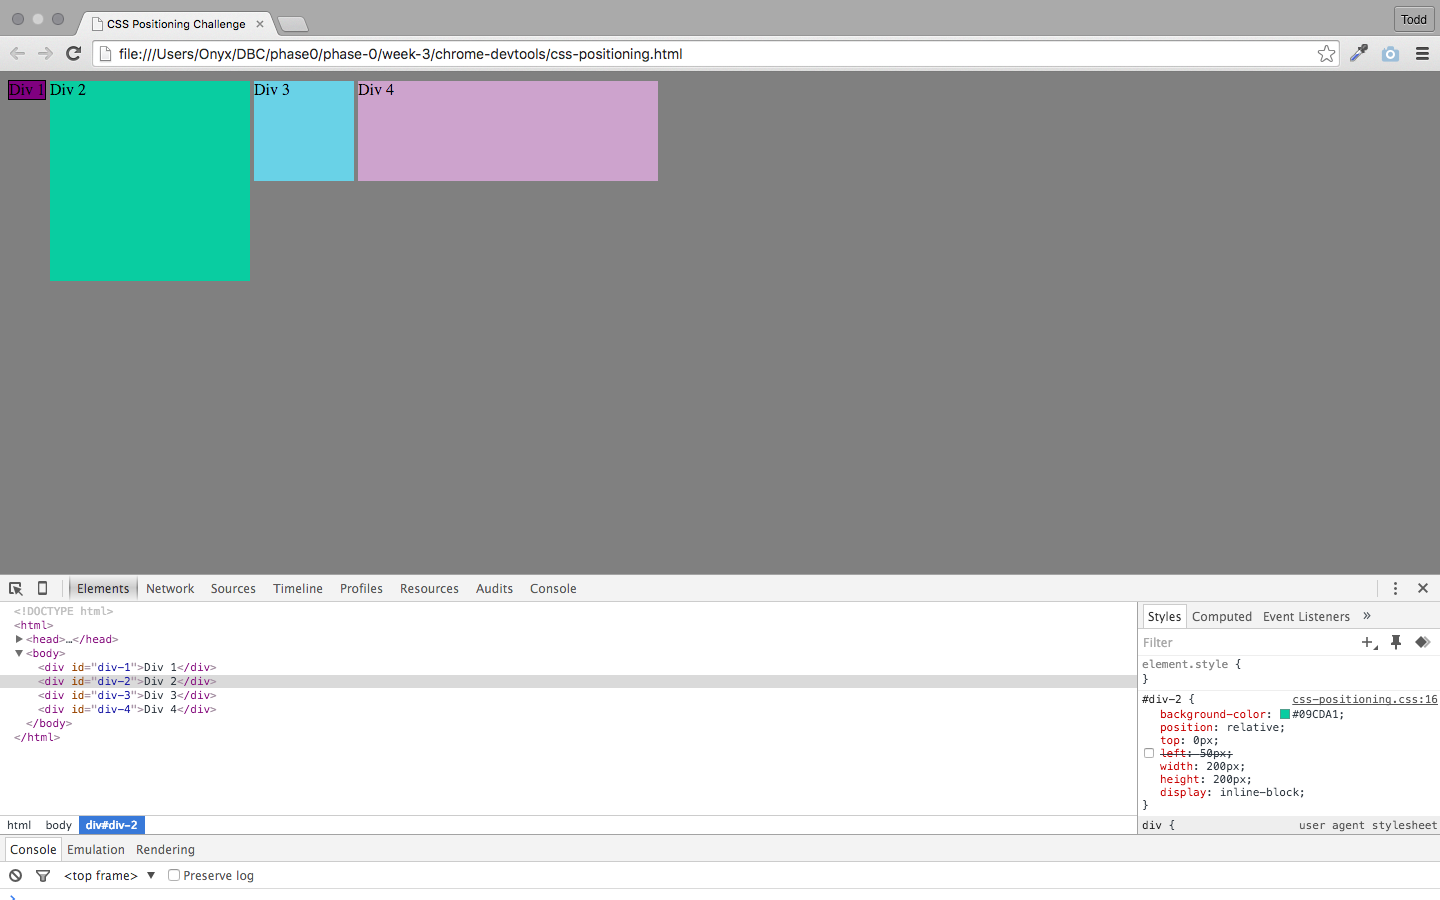 CSS Positioning Challenge
Todd
file:///Users/Onyx/DBC/phase0/phase-0/week-3/chrome-devtools/css-positioning.html
Div 1 Div 2 Div 3 Div 4
Elements Network Sources Timeline Profiles Resources Audits Console
<!DOCTYPE html>
<html>
<head>…</head>
<body>
<div id="div-1">Div 1</div>
<div id="div-2">Div 2</div>
<div id="div-3">Div 3</div>
<div id="div-4">Div 4</div>
</body>
</html>
html body div#div-2
Styles Computed Event Listeners »
Filter
element.style {
}
#div-2 { css-positioning.css:16
background-color: #09CDA1;
position: relative;
top: 0px;
left: 50px;
width: 200px;
height: 200px;
display: inline-block;
}
div { user agent stylesheet
Console Emulation Rendering
<top frame> ▼ Preserve log